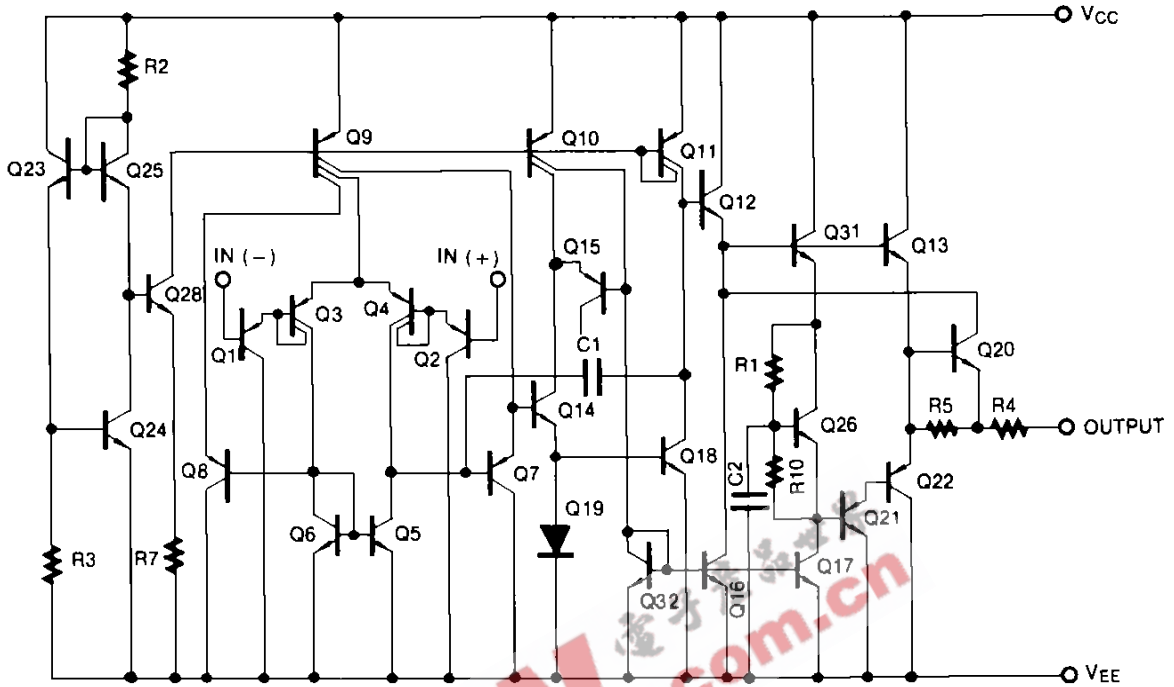 VCC
R2
Q23
Q25
Q9
Q10
Q11
Q12
Q31
Q13
IN (−)
IN (+)
Q15
Q28
Q3
Q4
Q1
Q2
C1
Q14
R1
Q20
Q24
Q26
R5
R4
OUTPUT
Q8
Q7
Q18
C2
R10
Q22
Q19
Q21
Q6
Q5
R3
R7
Q32
Q16
Q17
.com.cn
VEE